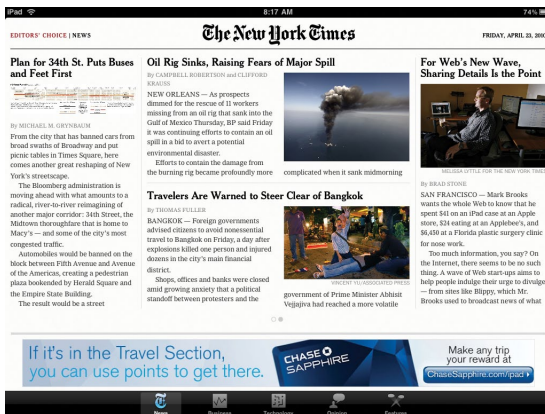 iPad
8:17 AM
74%
EDITORS' CHOICE | NEWS
The New York Times
FRIDAY, APRIL 23, 2010
Plan for 34th St. Puts Buses
and Feet First
By MICHAEL M. GRYNBAUM
From the city that has banned cars from
broad swaths of Broadway and put
picnic tables in Times Square, here
comes another great reshaping of New
York's streetscape.
The Bloomberg administration is
moving ahead with what amounts to a
radical, river-to-river reimagining of
another major corridor: 34th Street, the
Midtown thoroughfare that is home to
Macy's — and some of the city's most
congested traffic.
Automobiles would be banned on the
block between Fifth Avenue and Avenue
of the Americas, creating a pedestrian
plaza bookended by Herald Square and
the Empire State Building.
The result would be a street
Oil Rig Sinks, Raising Fears of Major Spill
By CAMPBELL ROBERTSON and CLIFFORD
KRAUSS
NEW ORLEANS — As prospects
dimmed for the rescue of 11 workers
missing from an oil rig that sank into the
Gulf of Mexico Thursday, BP said Friday
it was continuing efforts to contain an oil
spill in a bid to avert a potential
environmental disaster.
Efforts to contain the damage from
the burning rig became profoundly more
complicated when it sank midmorning
Travelers Are Warned to Steer Clear of Bangkok
By THOMAS FULLER
BANGKOK — Foreign governments
advised citizens to avoid nonessential
travel to Bangkok on Friday, a day after
explosions killed one person and injured
dozens in the city's main financial
district.
Shops, offices and banks were closed
amid growing anxiety that a political
standoff between protesters and the
VINCENT YU/ASSOCIATED PRESS
government of Prime Minister Abhisit
Vejjajiva had reached a more volatile
For Web's New Wave,
Sharing Details Is the Point
MELISSA LYTTLE FOR THE NEW YORK TIMES
By BRAD STONE
SAN FRANCISCO — Mark Brooks
wants the whole Web to know that he
spent $41 on an iPad case at an Apple
store, $24 eating at an Applebee's, and
$6,450 at a Florida plastic surgery clinic
for nose work.
Too much information, you say? On
the Internet, there seems to be no such
thing. A wave of Web start-ups aims to
help people indulge their urge to divulge
— from sites like Blippy, which Mr.
Brooks used to broadcast news of what
If it's in the Travel Section,
you can use points to get there.
CHASE
SAPPHIRE
Make any trip
your reward at
ChaseSapphire.com/ipad
News
Business
Technology
Opinion
Features